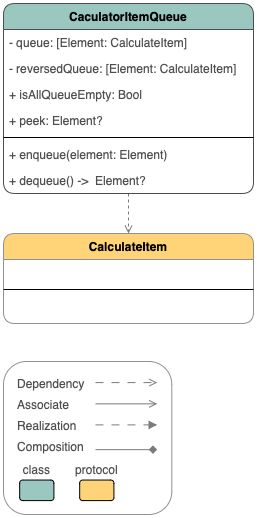 CaculatorItemQueue
- queue: [Element: CalculateItem]
- reversedQueue: [Element: CalculateItem]
+ isAllQueueEmpty: Bool
+ peek: Element?
+ enqueue(element: Element)
+ dequeue() -> Element?
CalculateItem
Dependency
Associate
Realization
Composition
class protocol